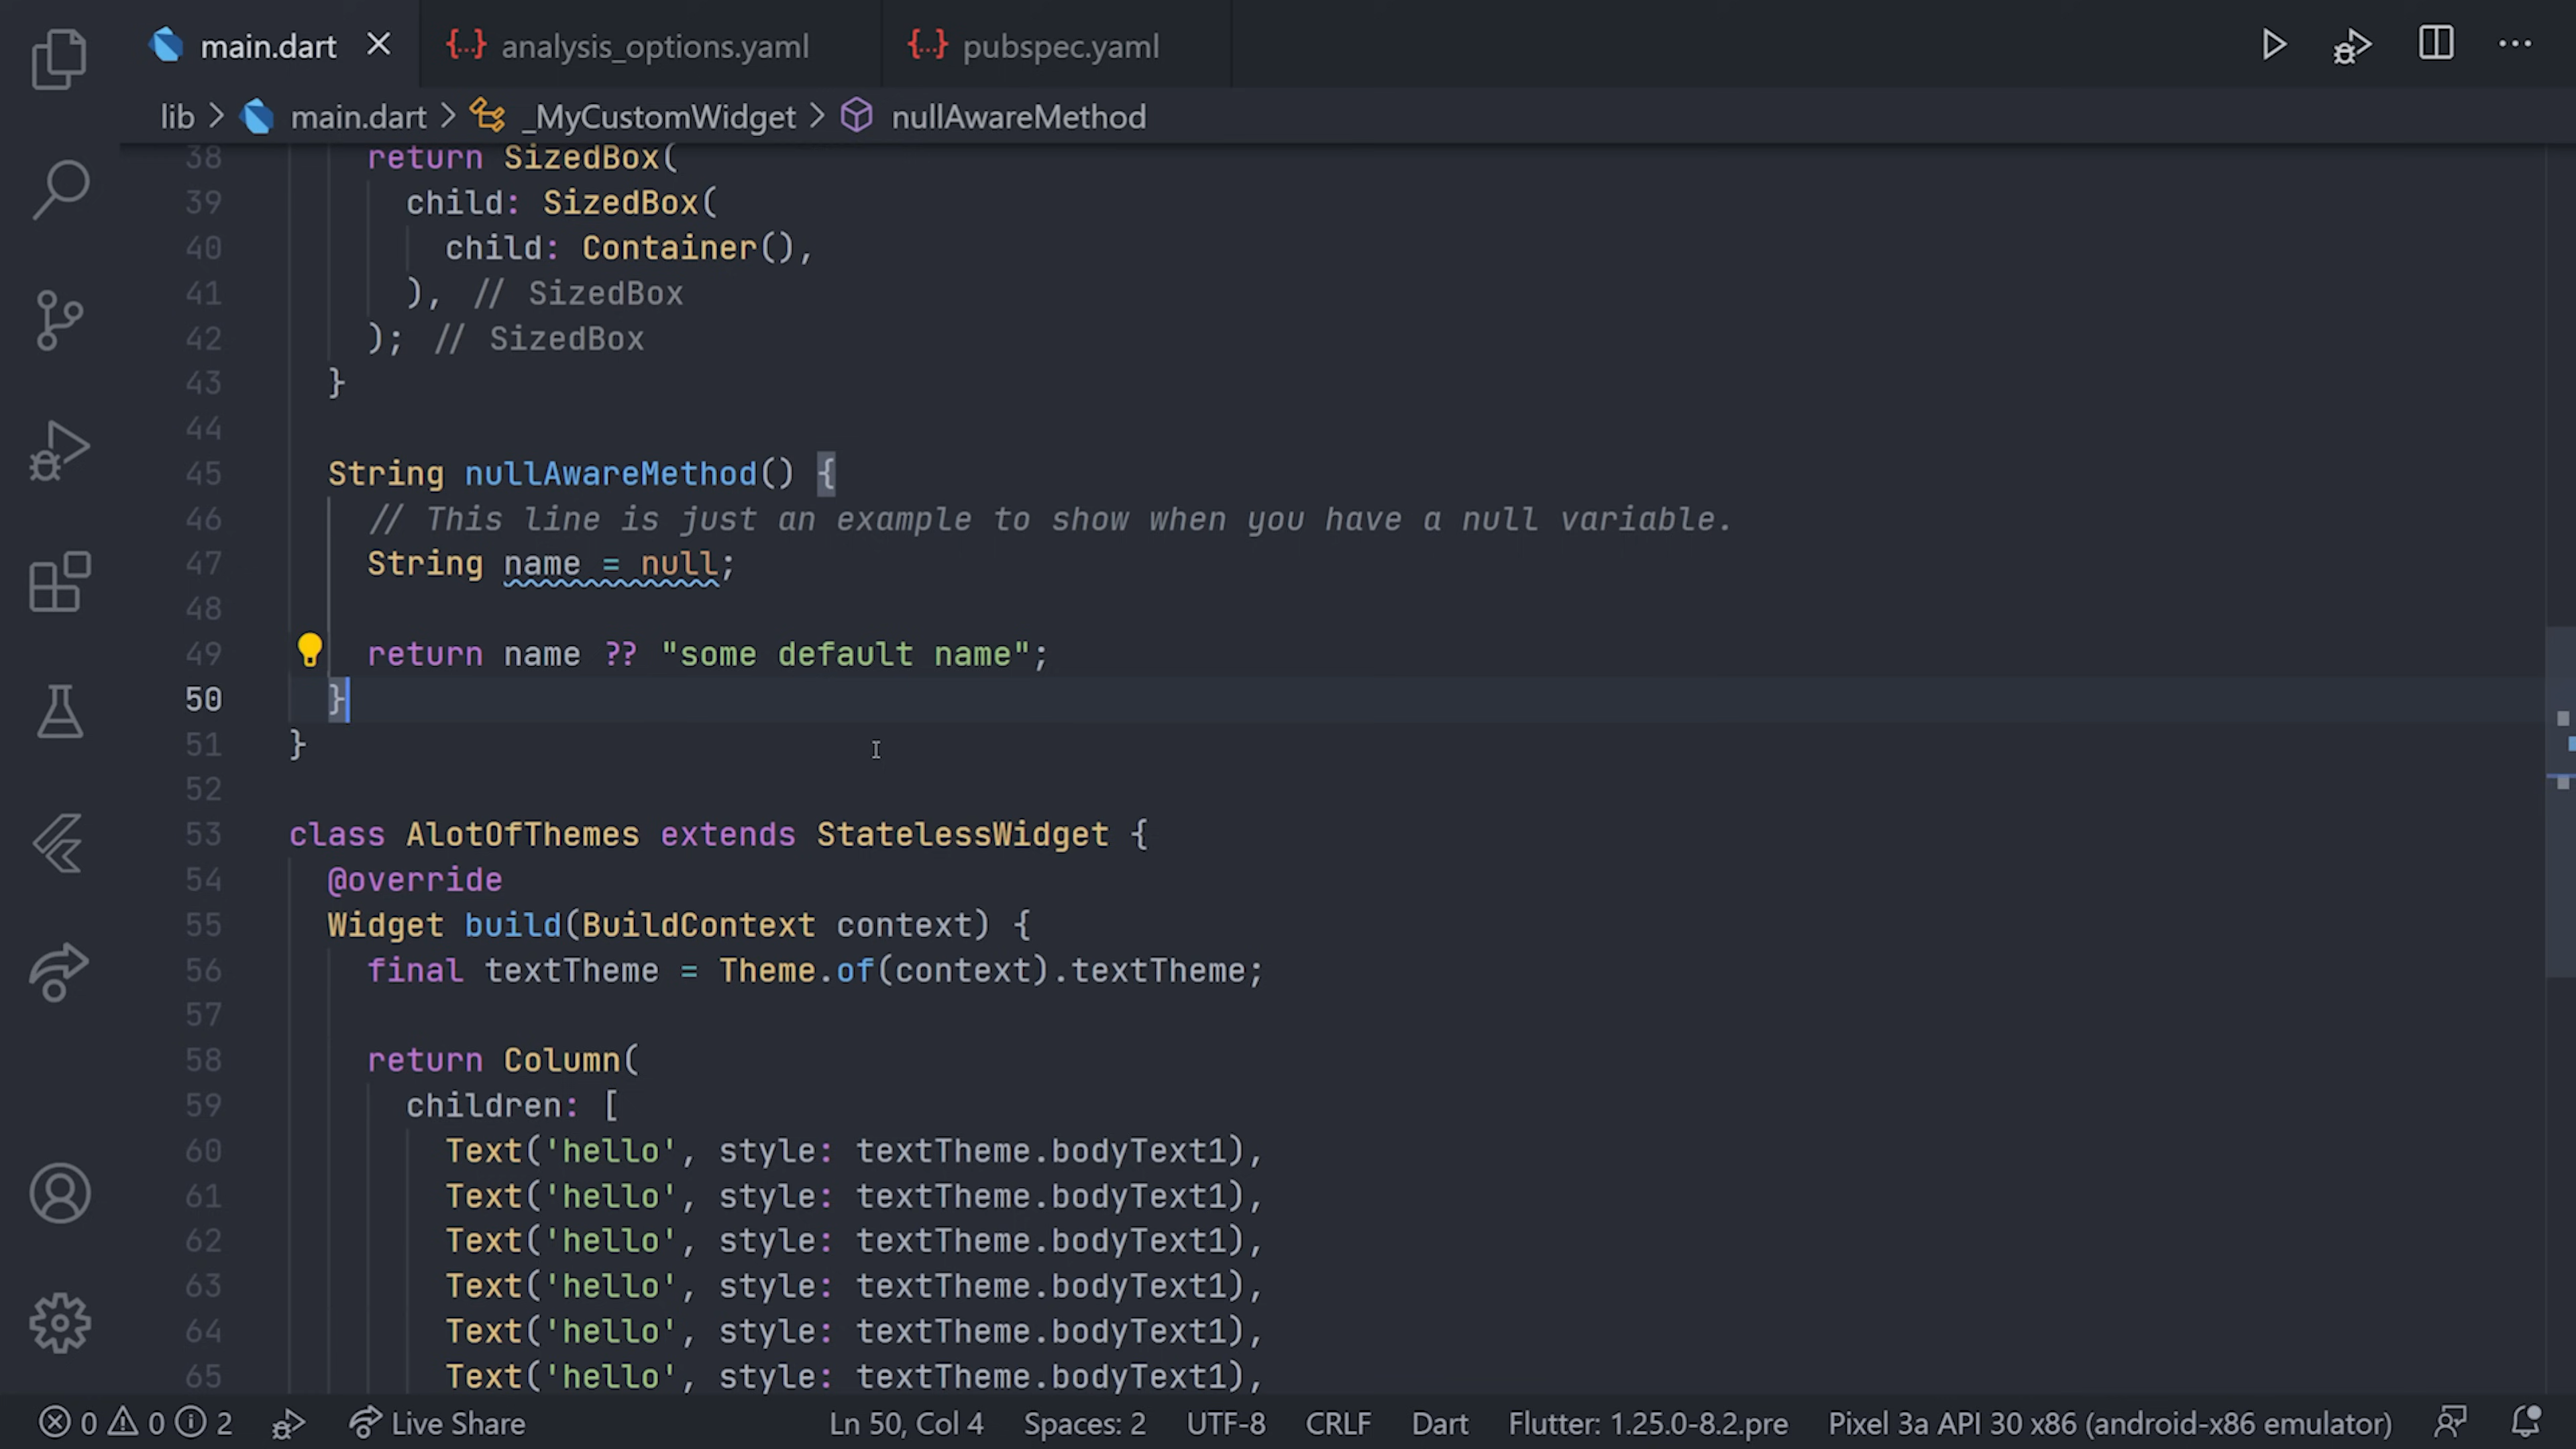 main.dart analysis_options.yaml pubspec.yaml
lib > main.dart > _MyCustomWidget > nullAwareMethod
38 return SizedBox(
39 child: SizedBox(
40 child: Container(),
41 ), // SizedBox
42 ); // SizedBox
43 }
44
45 String nullAwareMethod() {
46 // This line is just an example to show when you have a null variable.
47 String name = null;
48
49 return name ?? "some default name";
50 }
51 }
52
53 class AlotOfThemes extends StatelessWidget {
54 @override
55 Widget build(BuildContext context) {
56 final textTheme = Theme.of(context).textTheme;
57
58 return Column(
59 children: [
60 Text('hello', style: textTheme.bodyText1),
61 Text('hello', style: textTheme.bodyText1),
62 Text('hello', style: textTheme.bodyText1),
63 Text('hello', style: textTheme.bodyText1),
64 Text('hello', style: textTheme.bodyText1),
65 Text('hello', style: textTheme.bodyText1),
0 0 2 Live Share Ln 50, Col 4 Spaces: 2 UTF-8 CRLF Dart Flutter: 1.25.0-8.2.pre Pixel 3a API 30 x86 (android-x86 emulator)